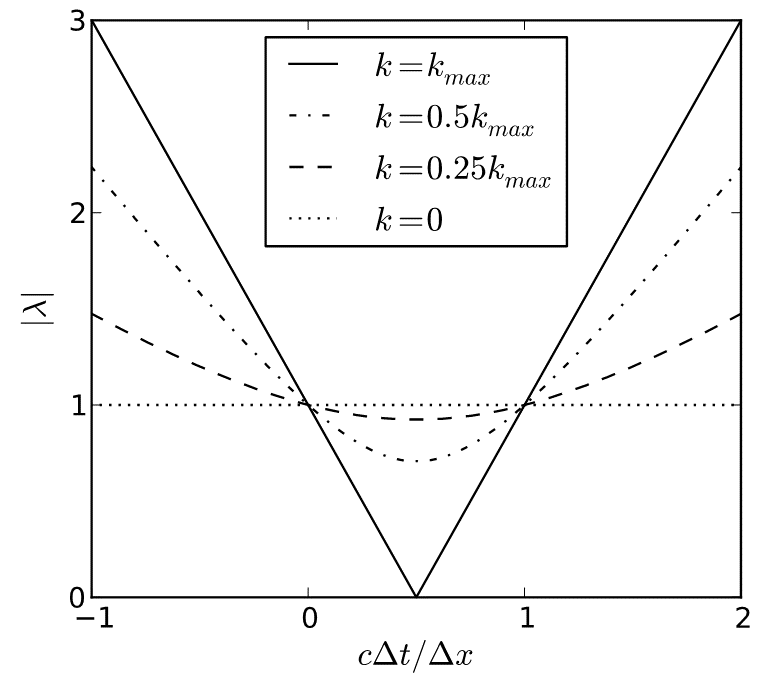 3
2
1
0
|λ|
k=k_max
k=0.5k_max
k=0.25k_max
k=0
−1
0
1
2
cΔt/Δx